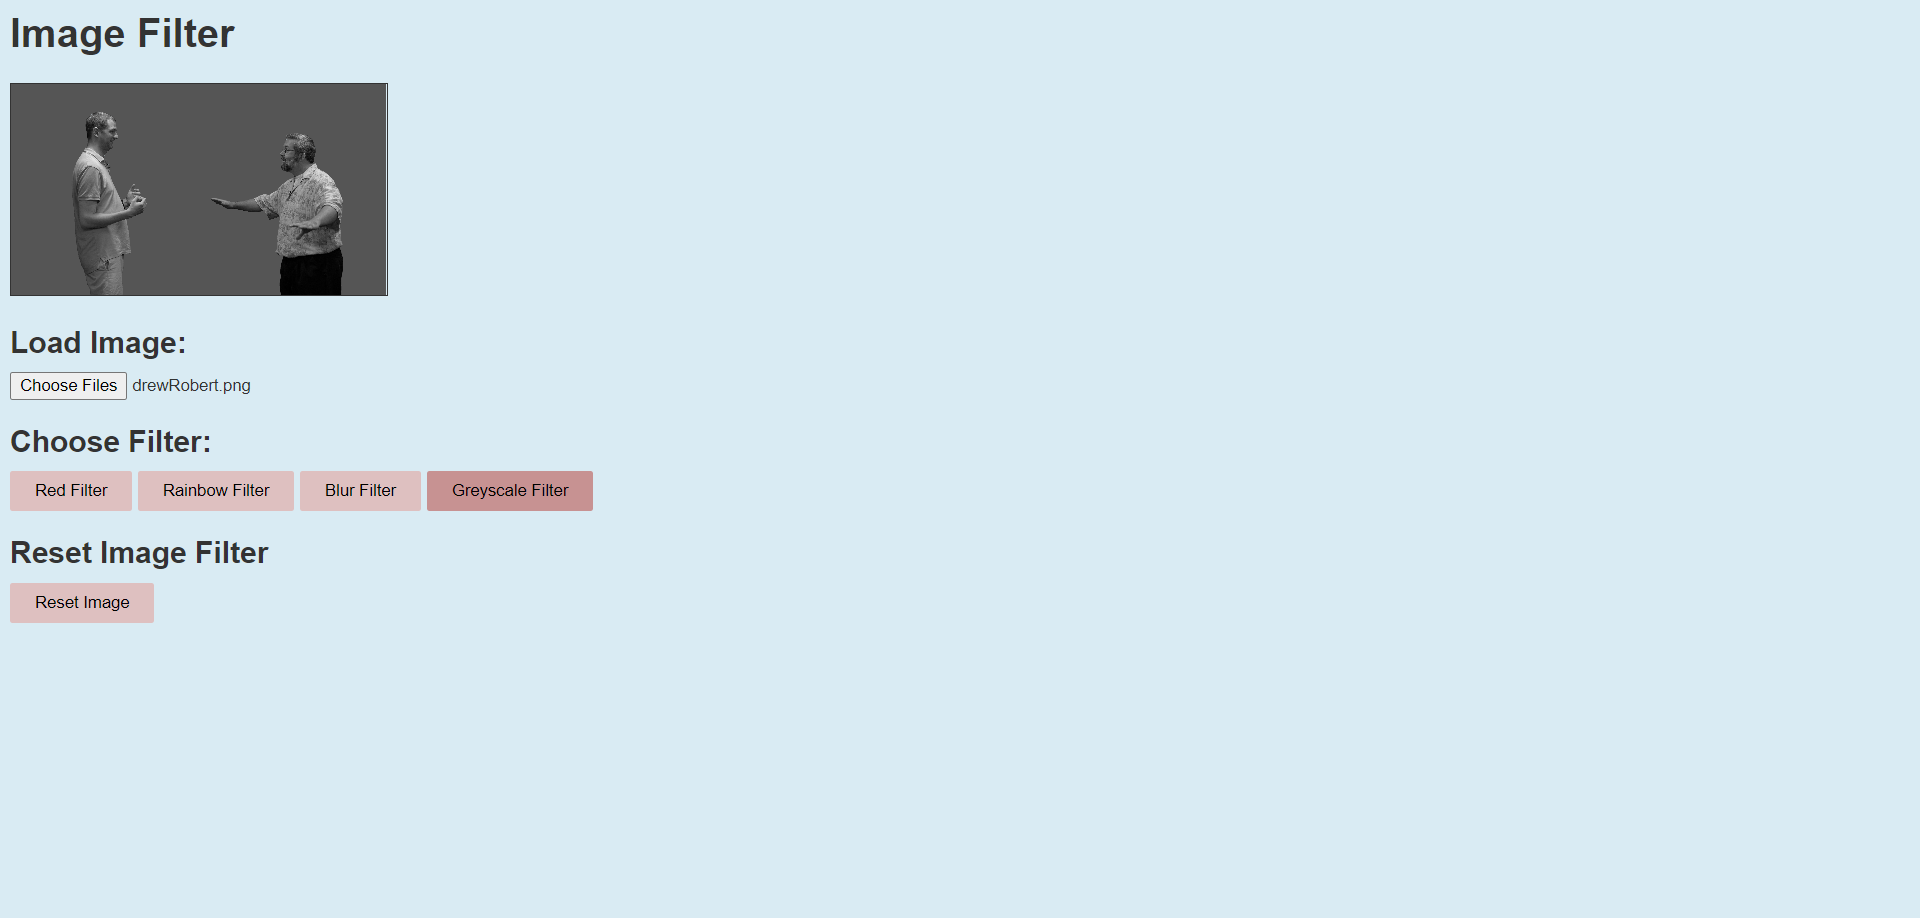 Image Filter
Load Image:
Choose Files drewRobert.png
Choose Filter:
Red Filter Rainbow Filter Blur Filter Greyscale Filter
Reset Image Filter
Reset Image